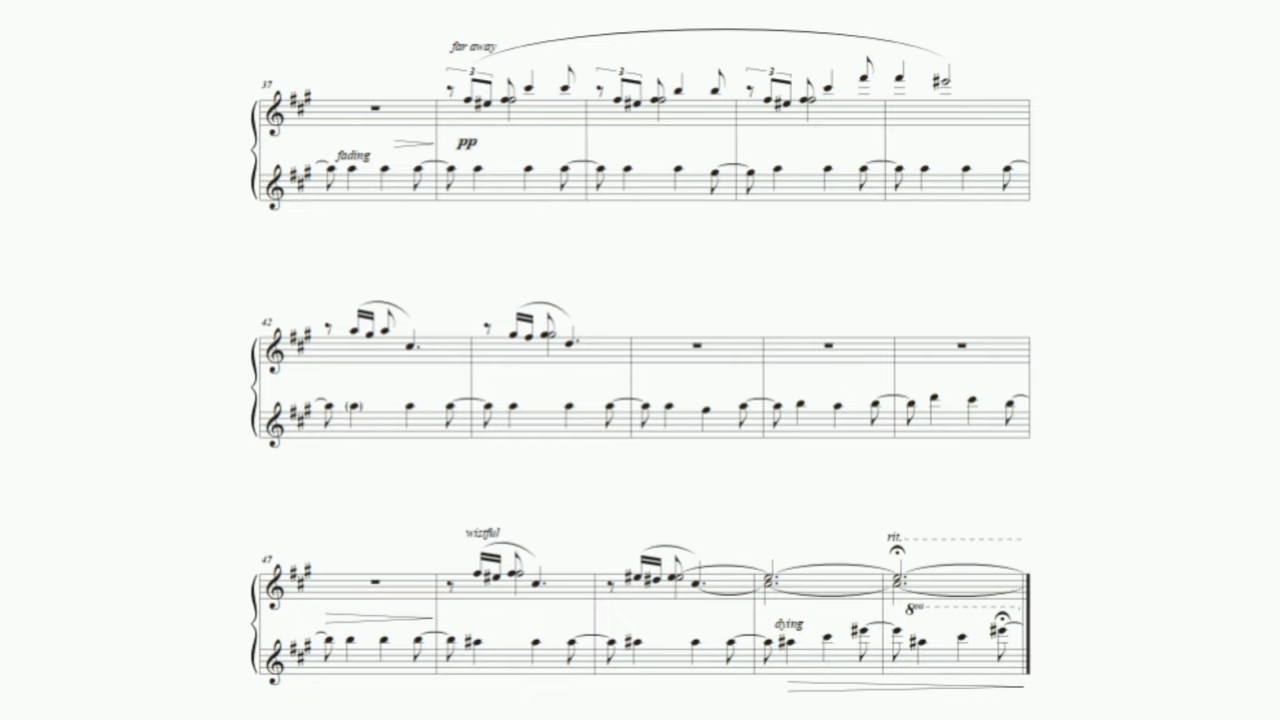 far away
37
3
3
3
pp
fading
42
wistful
rit.
47
8va
dying